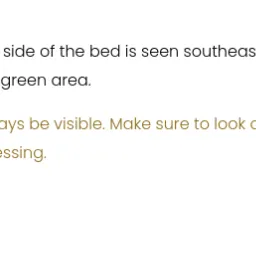 side of the bed is seen southeas
green area.
ays be visible. Make sure to look
essing.